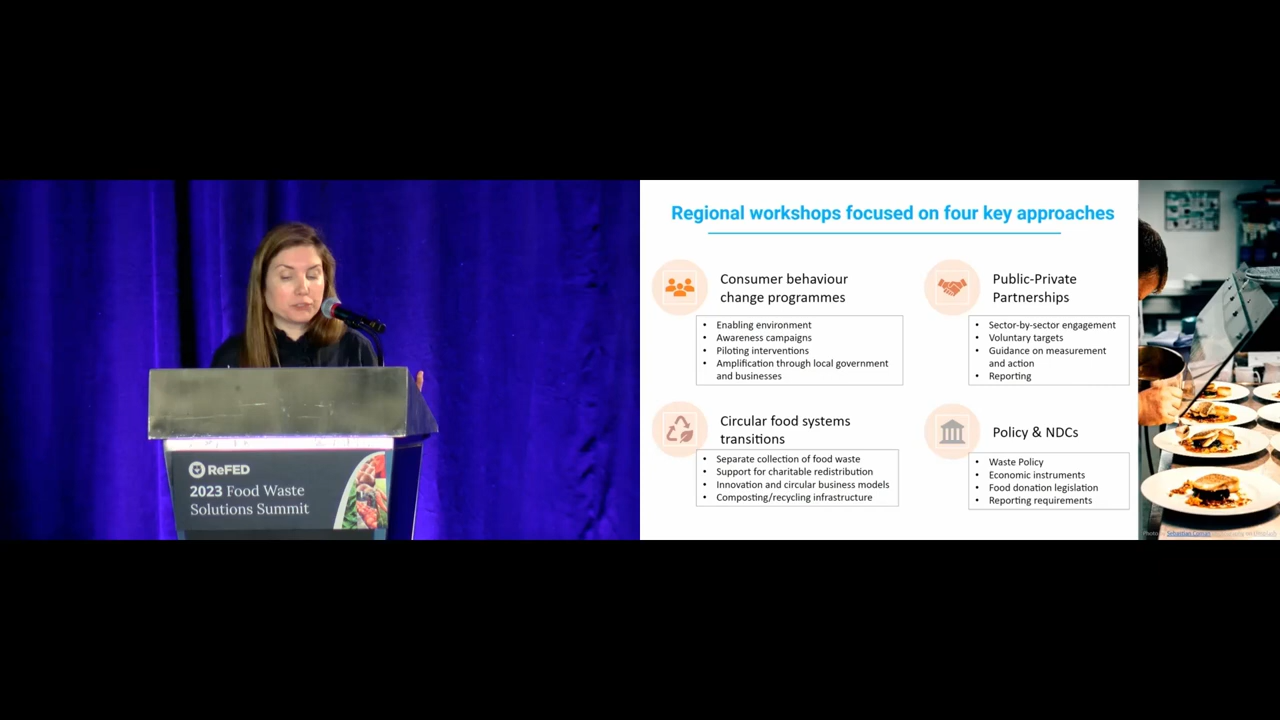 ReFED
2023 Food Waste
Solutions Summit
Regional workshops focused on four key approaches
Consumer behaviour
change programmes
• Enabling environment
• Awareness campaigns
• Piloting interventions
• Amplification through local government
and businesses
Public-Private
Partnerships
• Sector-by-sector engagement
• Voluntary targets
• Guidance on measurement
and action
• Reporting
Circular food systems
transitions
• Separate collection of food waste
• Support for charitable redistribution
• Innovation and circular business models
• Composting/recycling infrastructure
Policy & NDCs
• Waste Policy
• Economic instruments
• Food donation legislation
• Reporting requirements